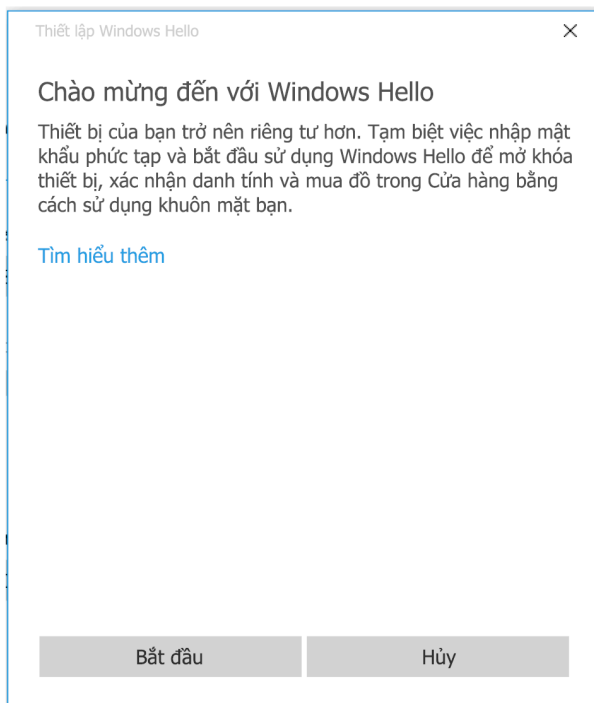 Thiết lập Windows Hello
Chào mừng đến với Windows Hello
Thiết bị của bạn trở nên riêng tư hơn. Tạm biệt việc nhập mật
khẩu phức tạp và bắt đầu sử dụng Windows Hello để mở khóa
thiết bị, xác nhận danh tính và mua đồ trong Cửa hàng bằng
cách sử dụng khuôn mặt bạn.
Tìm hiểu thêm
Bắt đầu
Hủy